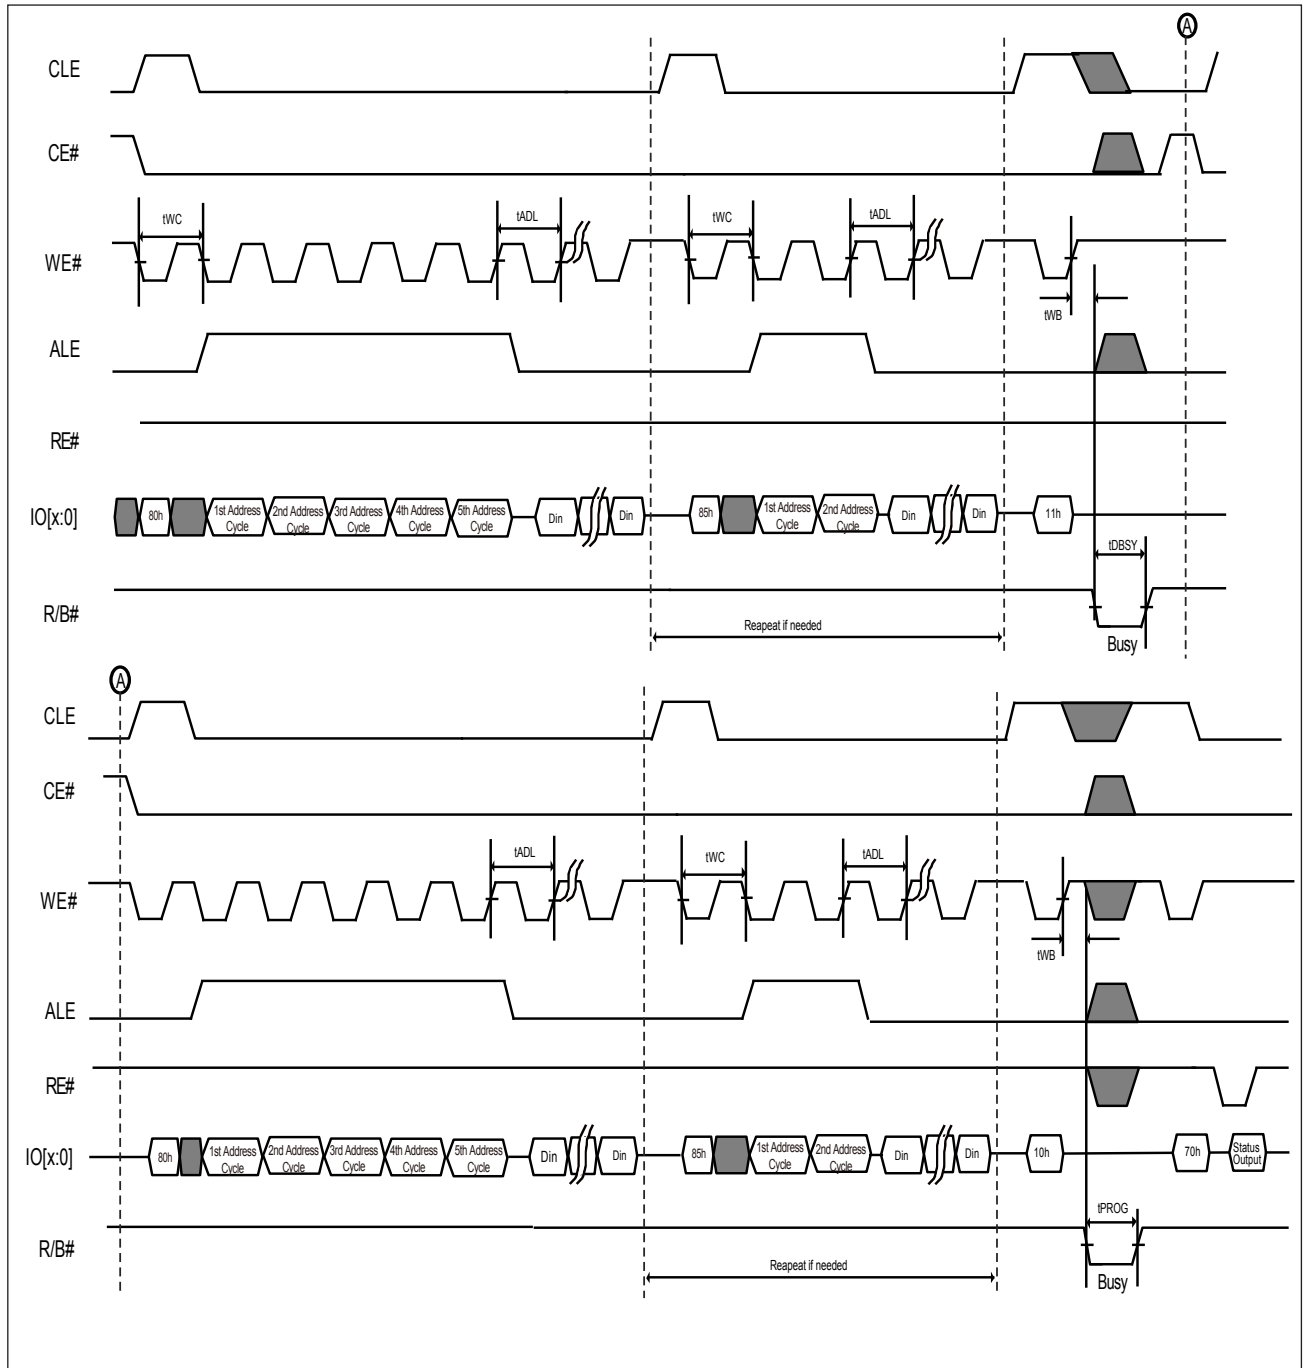 A
CLE
CE#
tWC
tADL
tWC
tADL
WE#
tWB
ALE
RE#
IO[x:0]
80h
1st Address
Cycle
2nd Address
Cycle
3rd Address
Cycle
4th Address
Cycle
5th Address
Cycle
Din
Din
85h
1st Address
Cycle
2nd Address
Cycle
Din
Din
11h
tDBSY
R/B#
Reapeat if needed
Busy
A
CLE
CE#
tADL
tWC
tADL
WE#
tWB
ALE
RE#
IO[x:0]
80h
1st Address
Cycle
2nd Address
Cycle
3rd Address
Cycle
4th Address
Cycle
5th Address
Cycle
Din
Din
85h
1st Address
Cycle
2nd Address
Cycle
Din
Din
10h
70h
Status
Output
tPROG
R/B#
Reapeat if needed
Busy